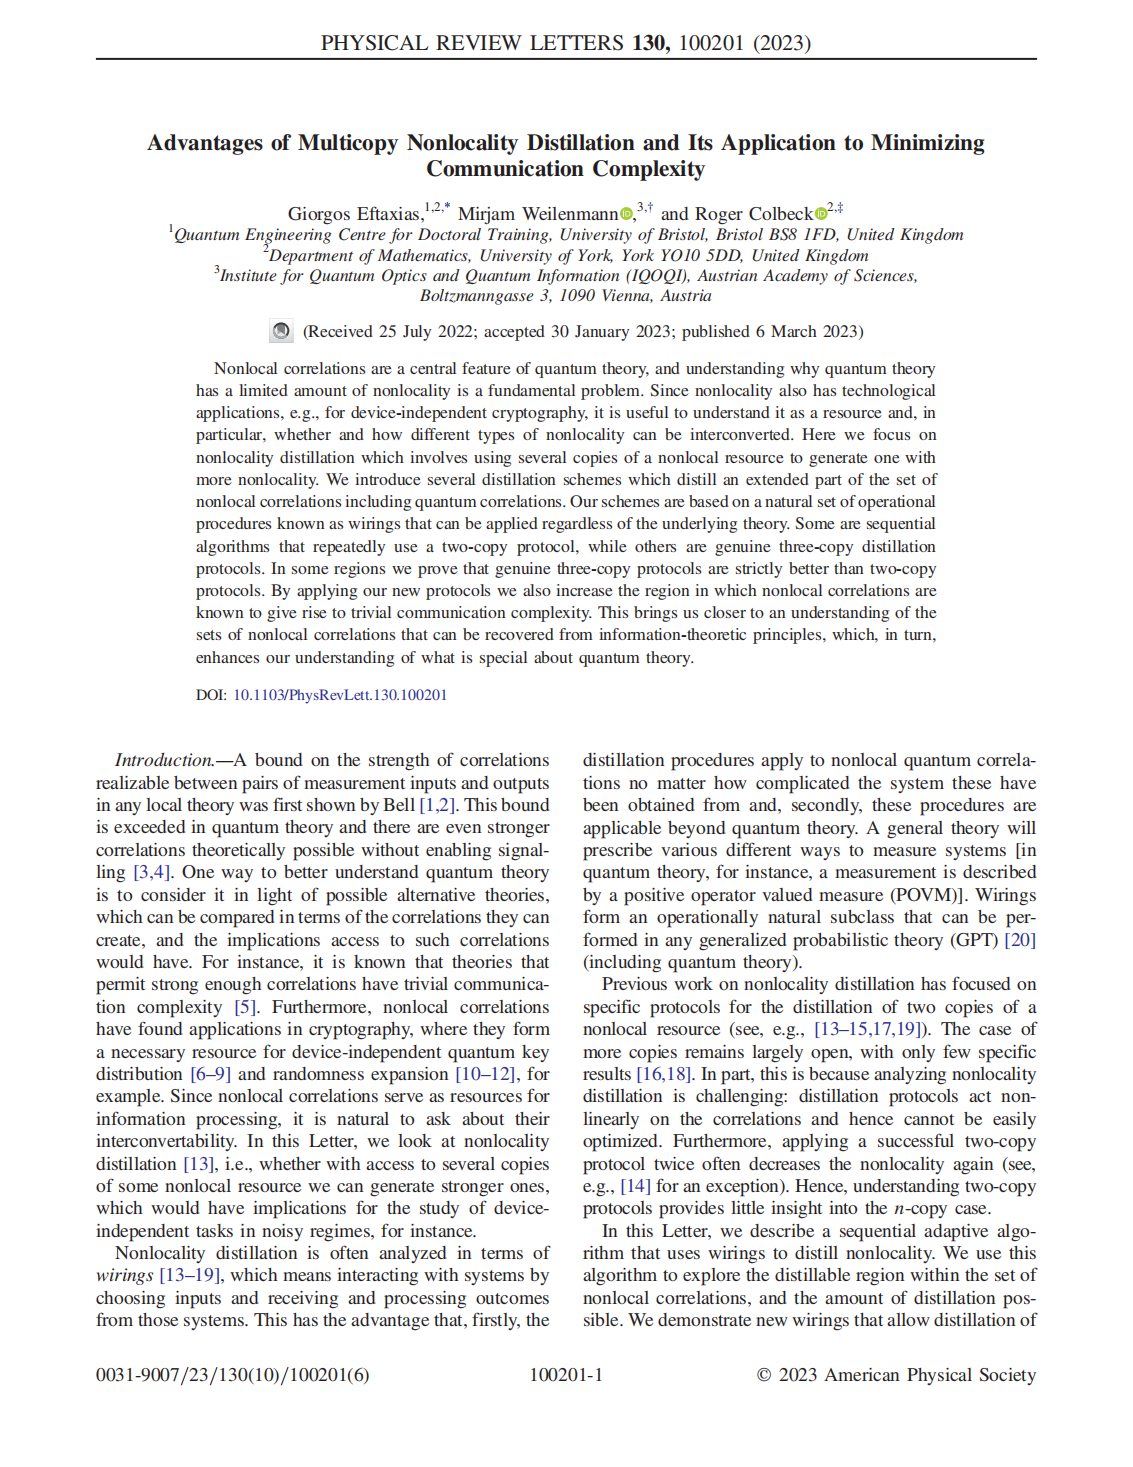 PHYSICAL REVIEW LETTERS 130, 100201 (2023)
Advantages of Multicopy Nonlocality Distillation and Its Application to Minimizing
Communication Complexity
Giorgos Eftaxias,1,2,* Mirjam Weilenmann,3,† and Roger Colbeck2,‡
1Quantum Engineering Centre for Doctoral Training, University of Bristol, Bristol BS8 1FD, United Kingdom
2Department of Mathematics, University of York, York YO10 5DD, United Kingdom
3Institute for Quantum Optics and Quantum Information (IQOQI), Austrian Academy of Sciences,
Boltzmanngasse 3, 1090 Vienna, Austria
(Received 25 July 2022; accepted 30 January 2023; published 6 March 2023)
Nonlocal correlations are a central feature of quantum theory, and understanding why quantum theory
has a limited amount of nonlocality is a fundamental problem. Since nonlocality also has technological
applications, e.g., for device-independent cryptography, it is useful to understand it as a resource and, in
particular, whether and how different types of nonlocality can be interconverted. Here we focus on
nonlocality distillation which involves using several copies of a nonlocal resource to generate one with
more nonlocality. We introduce several distillation schemes which distill an extended part of the set of
nonlocal correlations including quantum correlations. Our schemes are based on a natural set of operational
procedures known as wirings that can be applied regardless of the underlying theory. Some are sequential
algorithms that repeatedly use a two-copy protocol, while others are genuine three-copy distillation
protocols. In some regions we prove that genuine three-copy protocols are strictly better than two-copy
protocols. By applying our new protocols we also increase the region in which nonlocal correlations are
known to give rise to trivial communication complexity. This brings us closer to an understanding of the
sets of nonlocal correlations that can be recovered from information-theoretic principles, which, in turn,
enhances our understanding of what is special about quantum theory.
DOI: 10.1103/PhysRevLett.130.100201
Introduction.—A bound on the strength of correlations
realizable between pairs of measurement inputs and outputs
in any local theory was first shown by Bell [1,2]. This bound
is exceeded in quantum theory and there are even stronger
correlations theoretically possible without enabling signal-
ling [3,4]. One way to better understand quantum theory
is to consider it in light of possible alternative theories,
which can be compared in terms of the correlations they can
create, and the implications access to such correlations
would have. For instance, it is known that theories that
permit strong enough correlations have trivial communica-
tion complexity [5]. Furthermore, nonlocal correlations
have found applications in cryptography, where they form
a necessary resource for device-independent quantum key
distribution [6–9] and randomness expansion [10–12], for
example. Since nonlocal correlations serve as resources for
information processing, it is natural to ask about their
interconvertability. In this Letter, we look at nonlocality
distillation [13], i.e., whether with access to several copies
of some nonlocal resource we can generate stronger ones,
which would have implications for the study of device-
independent tasks in noisy regimes, for instance.
Nonlocality distillation is often analyzed in terms of
wirings [13–19], which means interacting with systems by
choosing inputs and receiving and processing outcomes
from those systems. This has the advantage that, firstly, the
distillation procedures apply to nonlocal quantum correla-
tions no matter how complicated the system these have
been obtained from and, secondly, these procedures are
applicable beyond quantum theory. A general theory will
prescribe various different ways to measure systems [in
quantum theory, for instance, a measurement is described
by a positive operator valued measure (POVM)]. Wirings
form an operationally natural subclass that can be per-
formed in any generalized probabilistic theory (GPT) [20]
(including quantum theory).
Previous work on nonlocality distillation has focused on
specific protocols for the distillation of two copies of a
nonlocal resource (see, e.g., [13–15,17,19]). The case of
more copies remains largely open, with only few specific
results [16,18]. In part, this is because analyzing nonlocality
distillation is challenging: distillation protocols act non-
linearly on the correlations and hence cannot be easily
optimized. Furthermore, applying a successful two-copy
protocol twice often decreases the nonlocality again (see,
e.g., [14] for an exception). Hence, understanding two-copy
protocols provides little insight into the n-copy case.
In this Letter, we describe a sequential adaptive algo-
rithm that uses wirings to distill nonlocality. We use this
algorithm to explore the distillable region within the set of
nonlocal correlations, and the amount of distillation pos-
sible. We demonstrate new wirings that allow distillation of
0031-9007/23/130(10)/100201(6)
100201-1
© 2023 American Physical Society